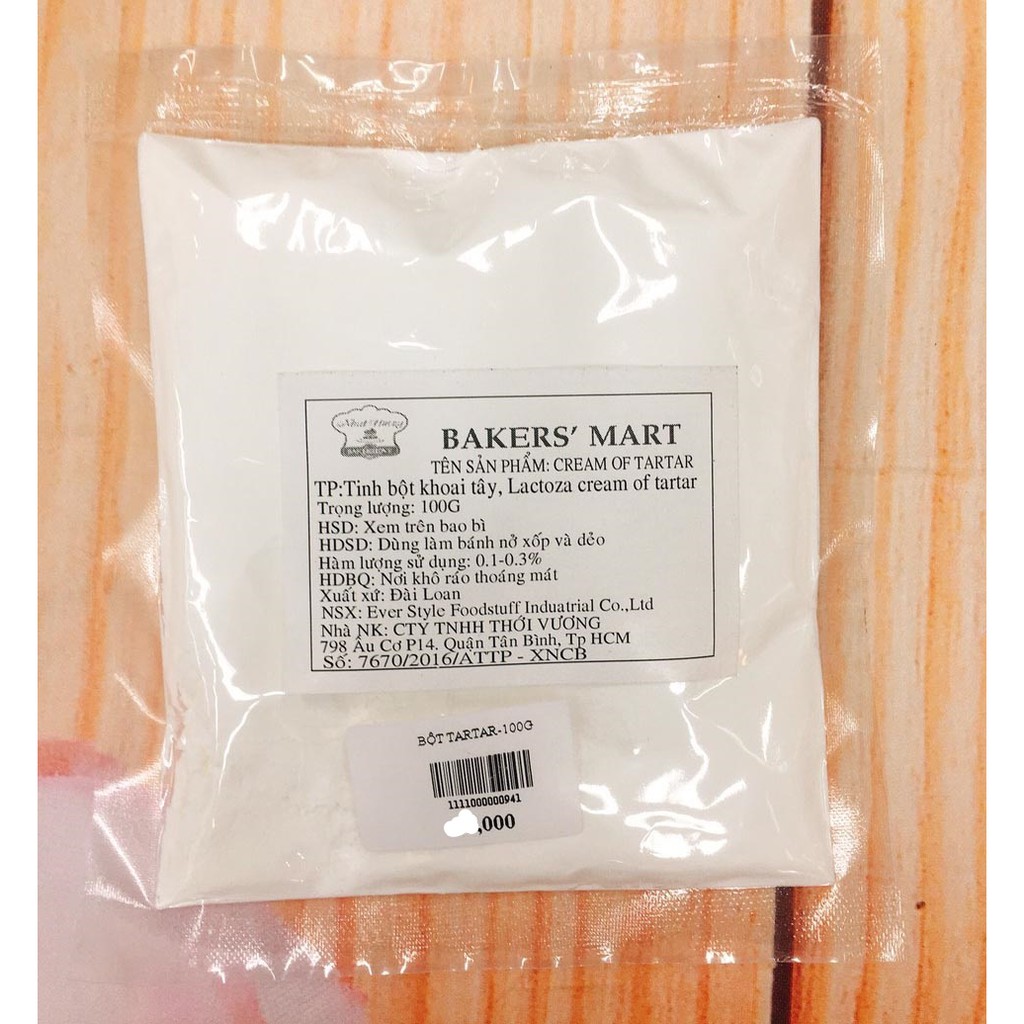 Nhất Hương
BAKERS' MART
TÊN SẢN PHẨM: CREAM OF TARTAR
TP:Tinh bột khoai tây, Lactoza cream of tartar
Trọng lượng: 100G
HSD: Xem trên bao bì
HDSD: Dùng làm bánh nở xốp và dẻo
Hàm lượng sử dụng: 0.1-0.3%
HDBQ: Nơi khô ráo thoáng mát
Xuất xứ: Đài Loan
NSX: Ever Style Foodstuff Induatrial Co.,Ltd
Nhà NK: CTY TNHH THỚI VƯƠNG
798 Âu Cơ P14, Quận Tân Bình, Tp HCM
Số: 7670/2016/ATTP - XNCB
BỘT TARTAR-100G
1111000000941
,000